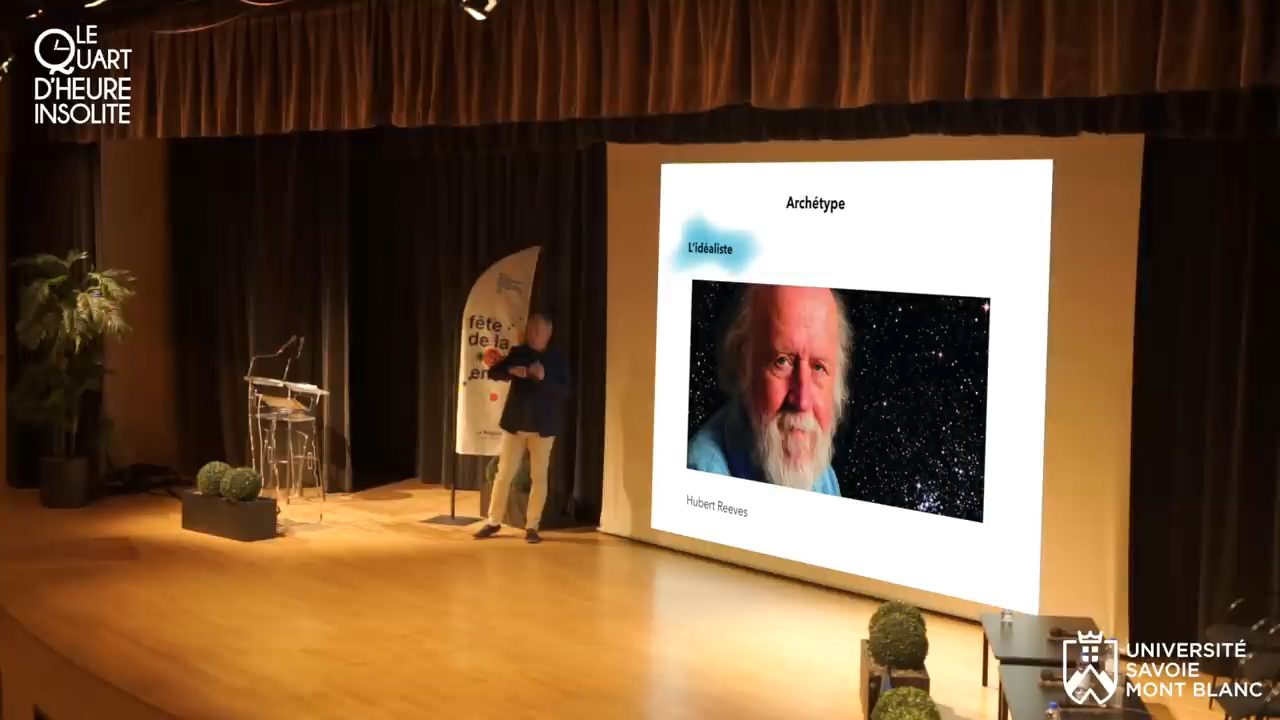 LE
QUART
D'HEURE
INSOLITE
Archétype
L'idéaliste
fête
de la
Hubert Reeves
UNIVERSITÉ
SAVOIE
MONT BLANC